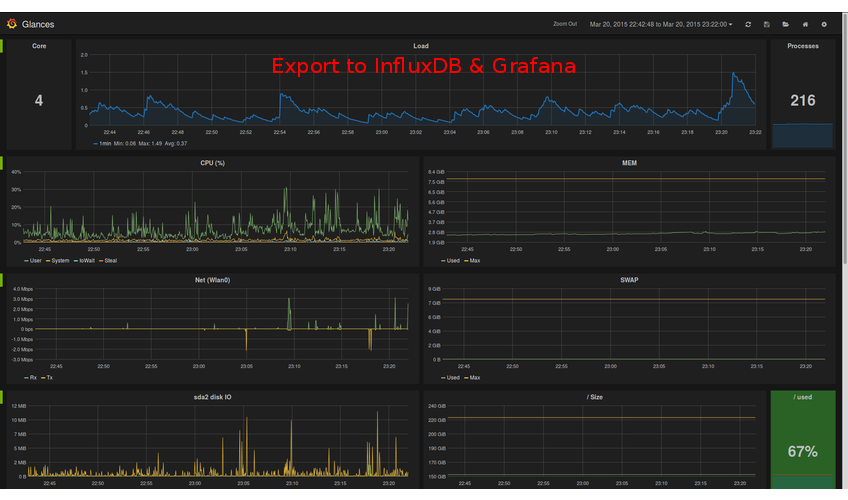 Glances
Zoom Out
Mar 20, 2015 22:42:48 to Mar 20, 2015 23:22:00
Core
4
Load
Export to InfluxDB & Grafana
2.0
1.5
1.0
0.5
0
22:44 22:46 22:48 22:50 22:52 22:54 22:56 22:58 23:00 23:02 23:04 23:06 23:08 23:10 23:12 23:14 23:16 23:18 23:20 23:22
1min Min: 0.06 Max: 1.49 Avg: 0.37
Processes
216
CPU (%)
40%
30%
20%
10%
0%
22:45 22:50 22:55 23:00 23:05 23:10 23:15 23:20
User System IoWait Steal
MEM
8.4 GiB
7.5 GiB
6.5 GiB
5.6 GiB
4.7 GiB
3.7 GiB
2.8 GiB
1.9 GiB
22:45 22:50 22:55 23:00 23:05 23:10 23:15 23:20
Used Max
Net (Wlan0)
4.0 Mbps
3.0 Mbps
2.0 Mbps
1.0 Mbps
0 bps
-1.0 Mbps
-2.0 Mbps
-3.0 Mbps
22:45 22:50 22:55 23:00 23:05 23:10 23:15 23:20
Rx Tx
SWAP
9 GiB
8 GiB
6 GiB
4 GiB
2 GiB
0 B
22:45 22:50 22:55 23:00 23:05 23:10 23:15 23:20
Used Max
sda2 disk IO
12 MiB
10 MiB
8 MiB
6 MiB
4 MiB
2 MiB
0 B
22:45 22:50 22:55 23:00 23:05 23:10 23:15 23:20
/ Size
240 GiB
220 GiB
210 GiB
200 GiB
190 GiB
180 GiB
160 GiB
150 GiB
22:45 22:50 22:55 23:00 23:05 23:10 23:15 23:20
/ used
67%